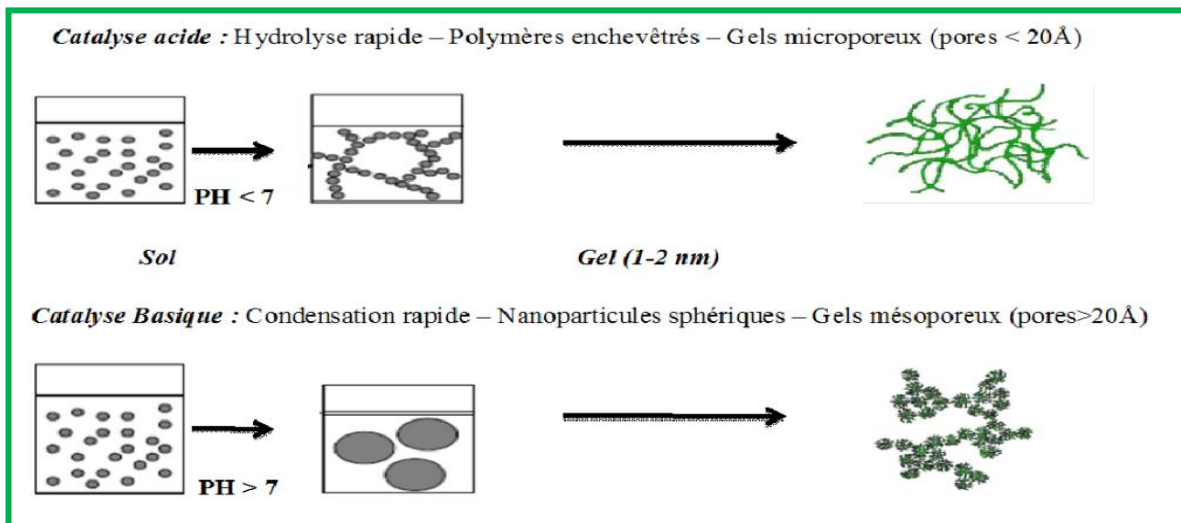 Catalyse acide : Hydrolyse rapide – Polymères enchevêtrés – Gels microporeux (pores < 20Å)
PH < 7
Sol
Gel (1-2 nm)
Catalyse Basique : Condensation rapide – Nanoparticules sphériques – Gels mésoporeux (pores>20Å)
PH > 7